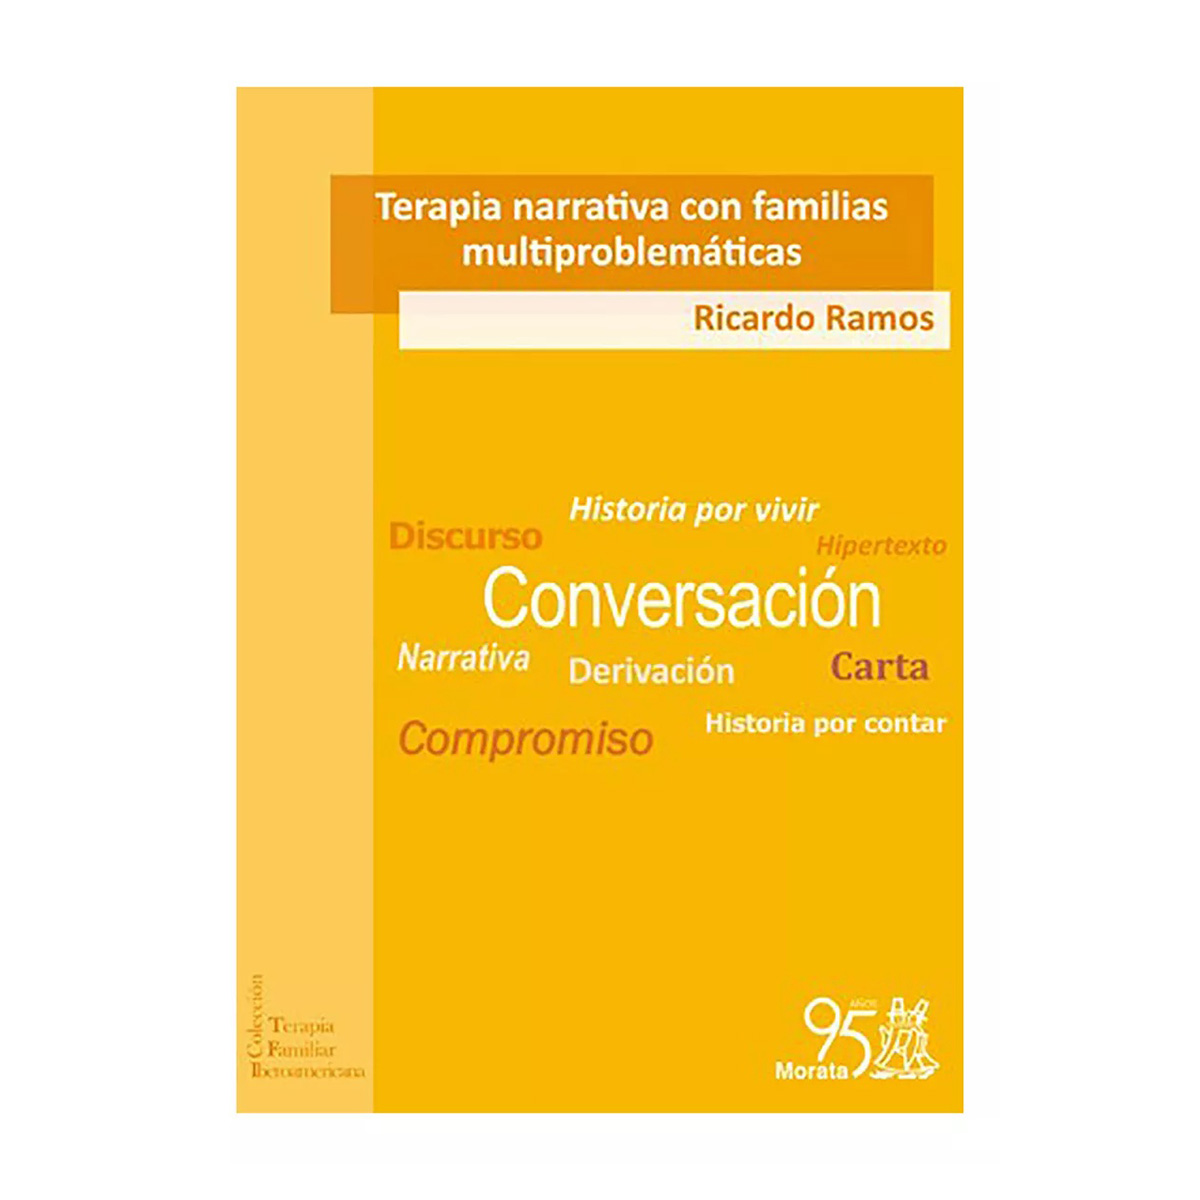 Terapia narrativa con familias
multiproblemáticas
Ricardo Ramos
Historia por vivir
Discurso
Hipertexto
Conversación
Narrativa
Derivación
Carta
Compromiso
Historia por contar
Colección
Terapia
Familiar
Iberoamericana
95
AÑOS
Morata